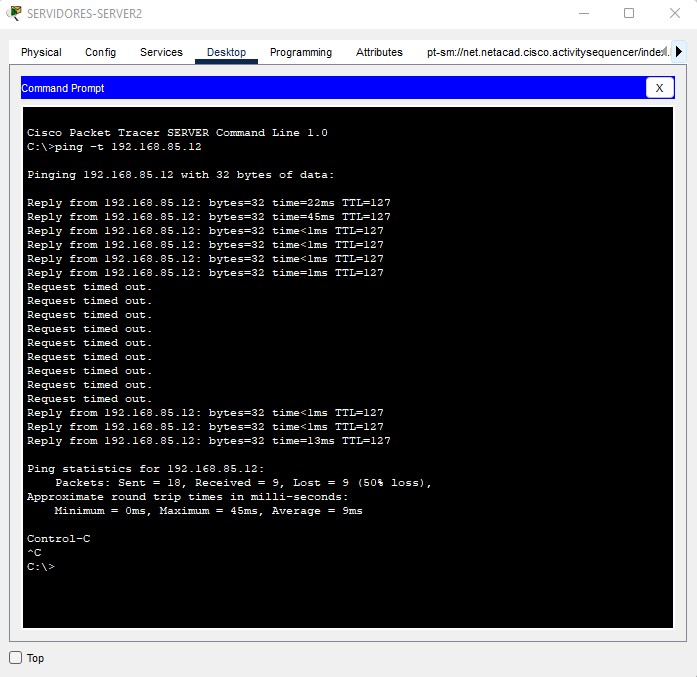 SERVIDORES-SERVER2
Physical Config Services Desktop Programming Attributes pt-sm://net.netacad.cisco.activitysequencer/index.
Command Prompt X
Cisco Packet Tracer SERVER Command Line 1.0
C:\>ping -t 192.168.85.12
Pinging 192.168.85.12 with 32 bytes of data:
Reply from 192.168.85.12: bytes=32 time=22ms TTL=127
Reply from 192.168.85.12: bytes=32 time=45ms TTL=127
Reply from 192.168.85.12: bytes=32 time<1ms TTL=127
Reply from 192.168.85.12: bytes=32 time<1ms TTL=127
Reply from 192.168.85.12: bytes=32 time<1ms TTL=127
Reply from 192.168.85.12: bytes=32 time=1ms TTL=127
Request timed out.
Request timed out.
Request timed out.
Request timed out.
Request timed out.
Request timed out.
Request timed out.
Request timed out.
Request timed out.
Reply from 192.168.85.12: bytes=32 time<1ms TTL=127
Reply from 192.168.85.12: bytes=32 time<1ms TTL=127
Reply from 192.168.85.12: bytes=32 time=13ms TTL=127
Ping statistics for 192.168.85.12:
Packets: Sent = 18, Received = 9, Lost = 9 (50% loss),
Approximate round trip times in milli-seconds:
Minimum = 0ms, Maximum = 45ms, Average = 9ms
Control-C
^C
C:\>
Top